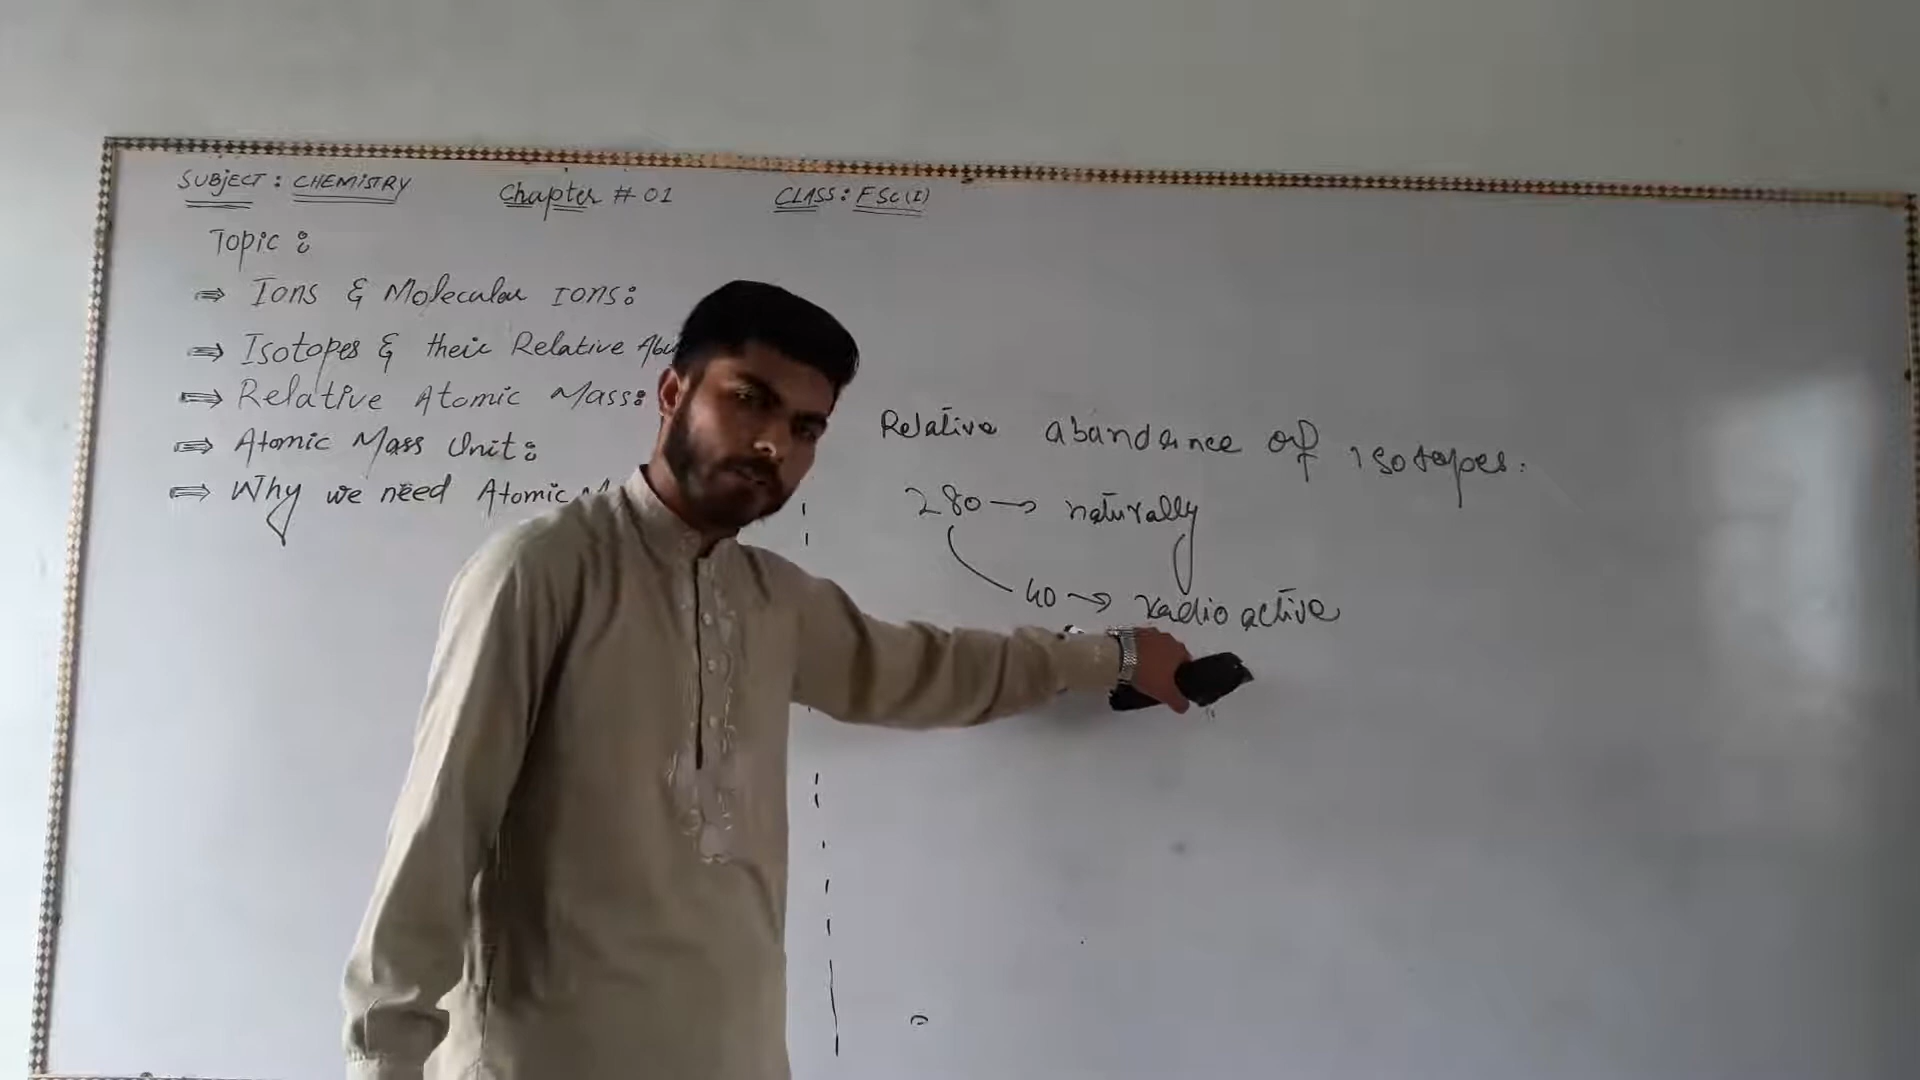 SUBJECT: CHEMISTRY Chapter # 01 CLASS: FSC(I)
Topic:
⇒ Ions & Molecular Ions:
⇒ Isotopes & their Relative
⇒ Relative Atomic Mass:
⇒ Atomic Mass Unit:
⇒ Why we need Atomic
Relative abundance of isotopes.
280 → naturally
40 → radio active